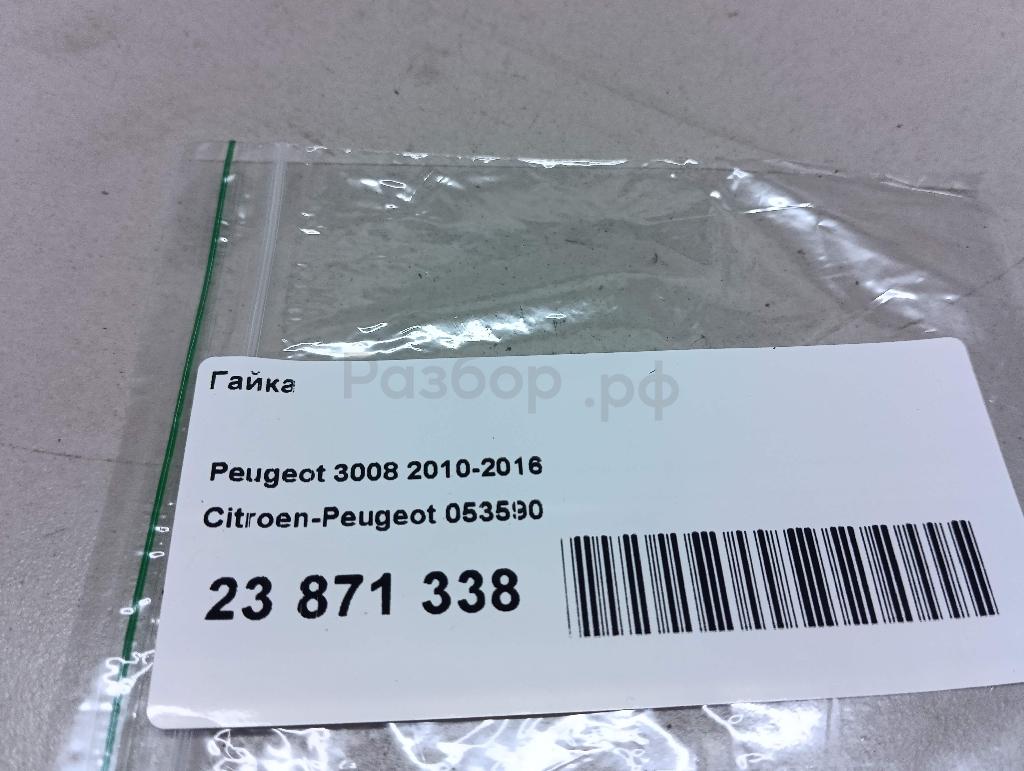 Гайка
Разбор.рф
Peugeot 3008 2010-2016
Citroen-Peugeot 053590
23 871 338